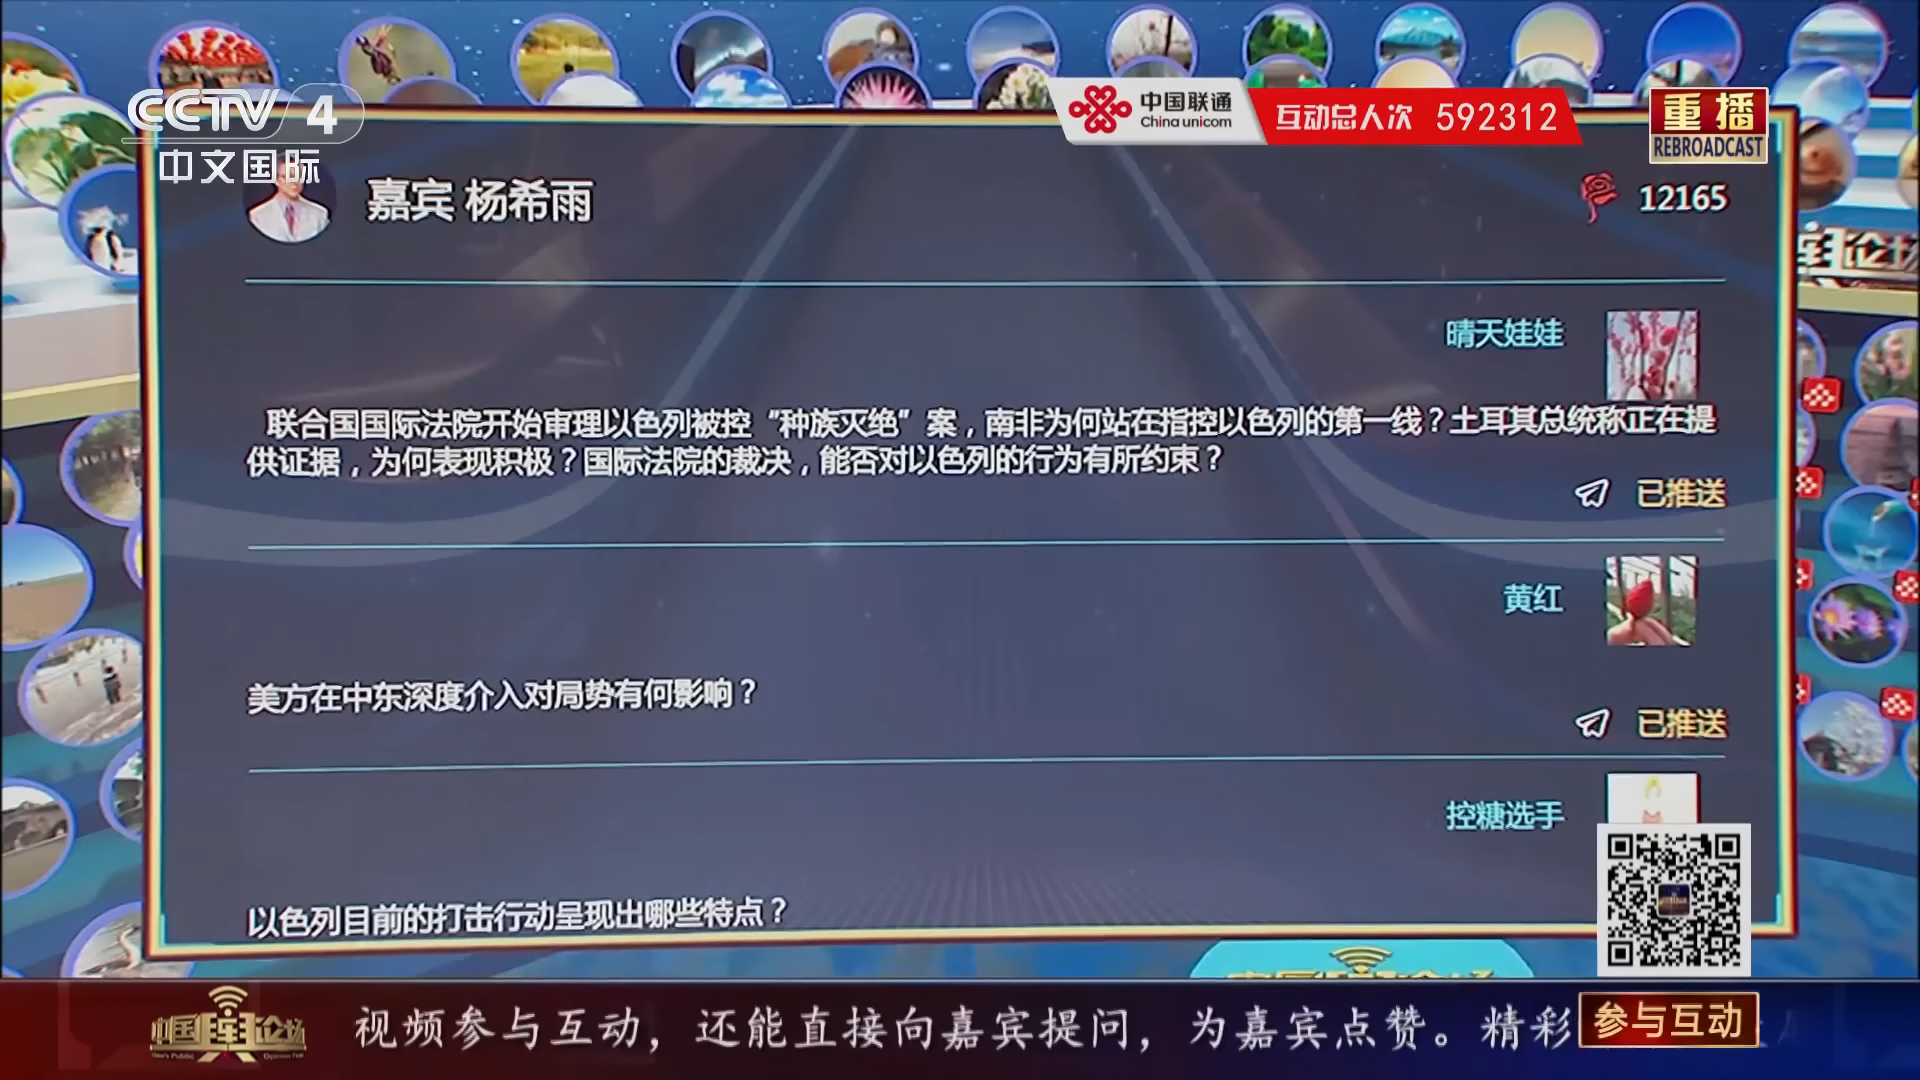 CCTV 4
中文国际
中国联通
China unicom
互动总人次 592312
重播
REBROADCAST
嘉宾 杨希雨
12165
晴天娃娃
联合国国际法院开始审理以色列被控“种族灭绝”案，南非为何站在指控以色列的第一线？土耳其总统称正在提
供证据，为何表现积极？国际法院的裁决，能否对以色列的行为有所约束？
已推送
黄红
美方在中东深度介入对局势有何影响？
已推送
控糖选手
以色列目前的打击行动呈现出哪些特点？
中国舆论场
视频参与互动，还能直接向嘉宾提问，为嘉宾点赞。精彩
参与互动